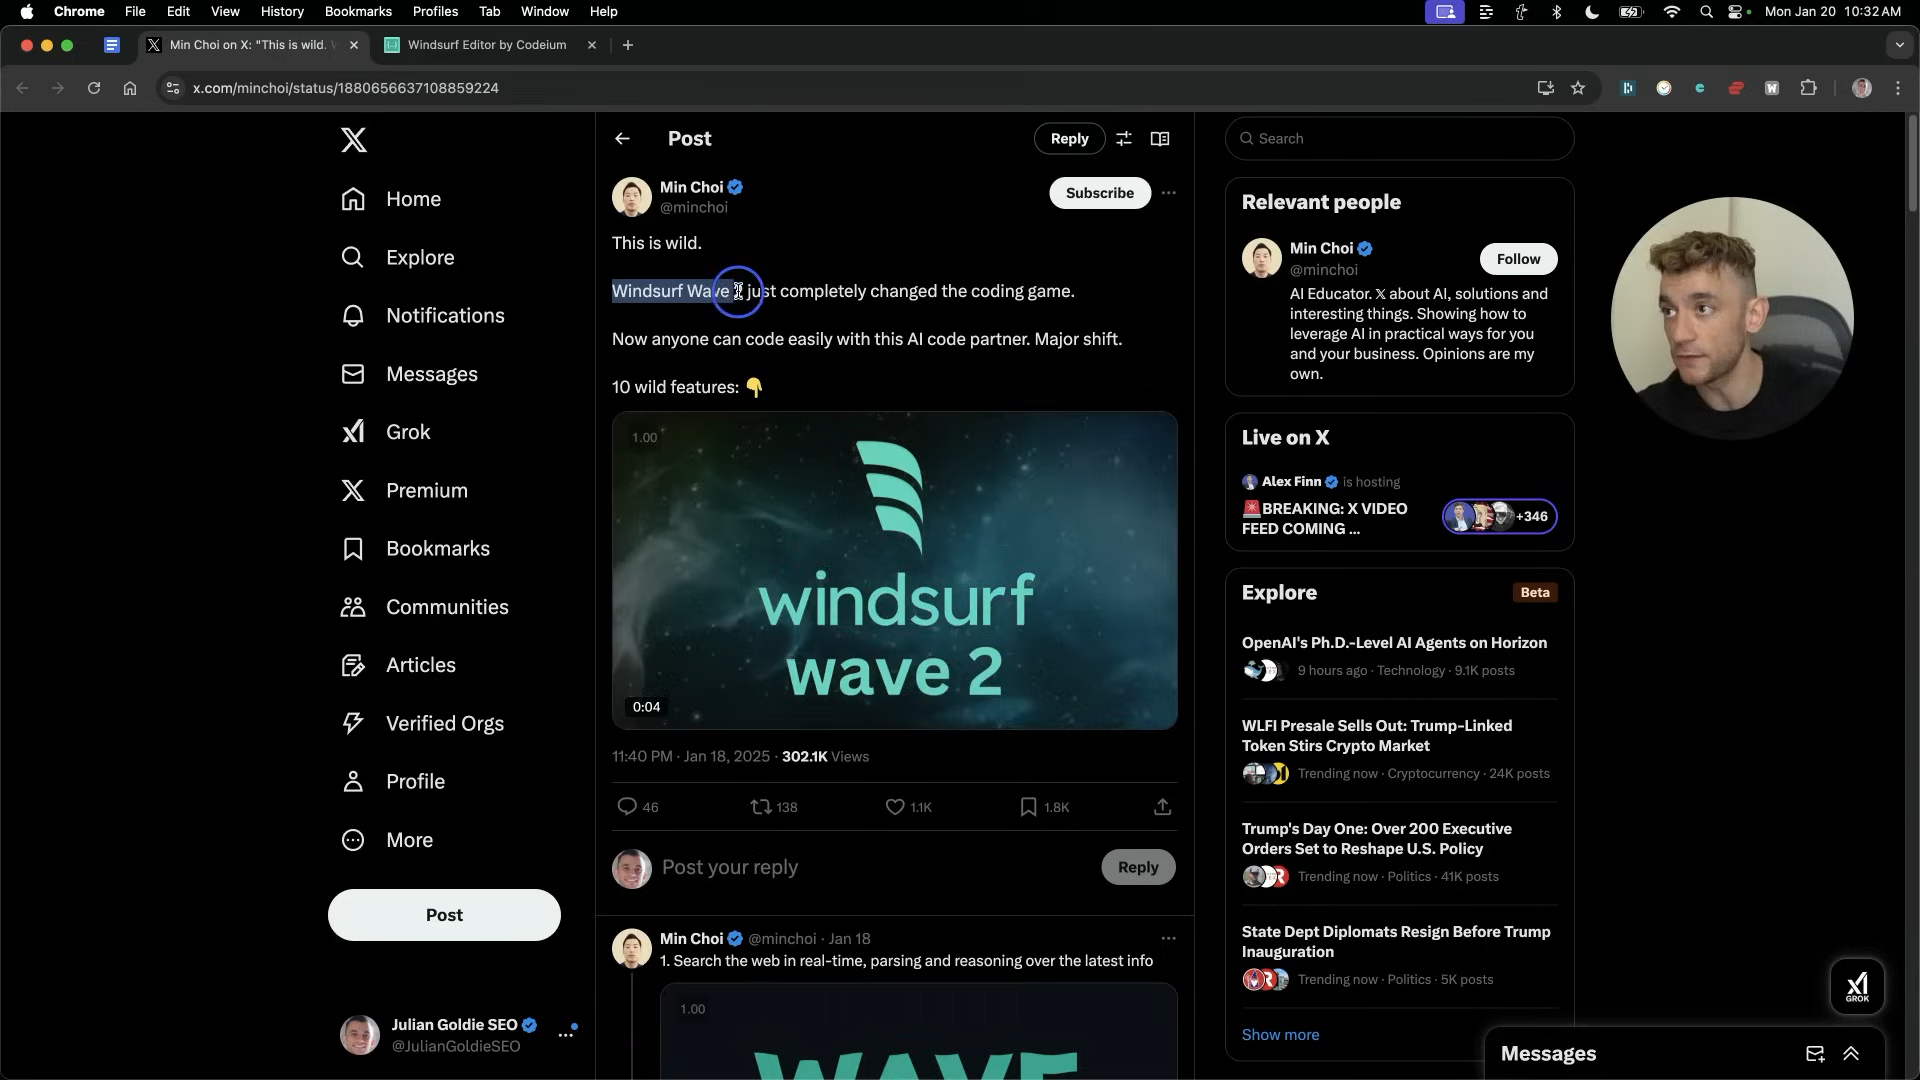 Chrome File Edit View History Bookmarks Profiles Tab Window Help
Mon Jan 20 10:32 AM
Min Choi on X: "This is wild.
Windsurf Editor by Codeium
x.com/minchoi/status/1880656637108859224
Home
Explore
Notifications
Messages
Grok
Premium
Bookmarks
Communities
Articles
Verified Orgs
Profile
More
Post
Julian Goldie SEO
@JulianGoldieSEO
Post
Reply
Min Choi
@minchoi
Subscribe
This is wild.
Windsurf Wave 2 just completely changed the coding game.
Now anyone can code easily with this AI code partner. Major shift.
10 wild features: 👇
1.00
windsurf
wave 2
0:04
11:40 PM · Jan 18, 2025 · 302.1K Views
46
138
1.1K
1.8K
Post your reply
Reply
Min Choi @minchoi · Jan 18
1. Search the web in real-time, parsing and reasoning over the latest info
1.00
WAVE
Search
Relevant people
Min Choi
@minchoi
Follow
AI Educator. 𝕏 about AI, solutions and
interesting things. Showing how to
leverage AI in practical ways for you
and your business. Opinions are my
own.
Live on X
Alex Finn is hosting
🚨BREAKING: X VIDEO
FEED COMING ...
+346
Explore
Beta
OpenAI's Ph.D.-Level AI Agents on Horizon
9 hours ago · Technology · 9.1K posts
WLFI Presale Sells Out: Trump-Linked
Token Stirs Crypto Market
Trending now · Cryptocurrency · 24K posts
Trump's Day One: Over 200 Executive
Orders Set to Reshape U.S. Policy
Trending now · Politics · 41K posts
State Dept Diplomats Resign Before Trump
Inauguration
Trending now · Politics · 5K posts
Show more
GROK
Messages